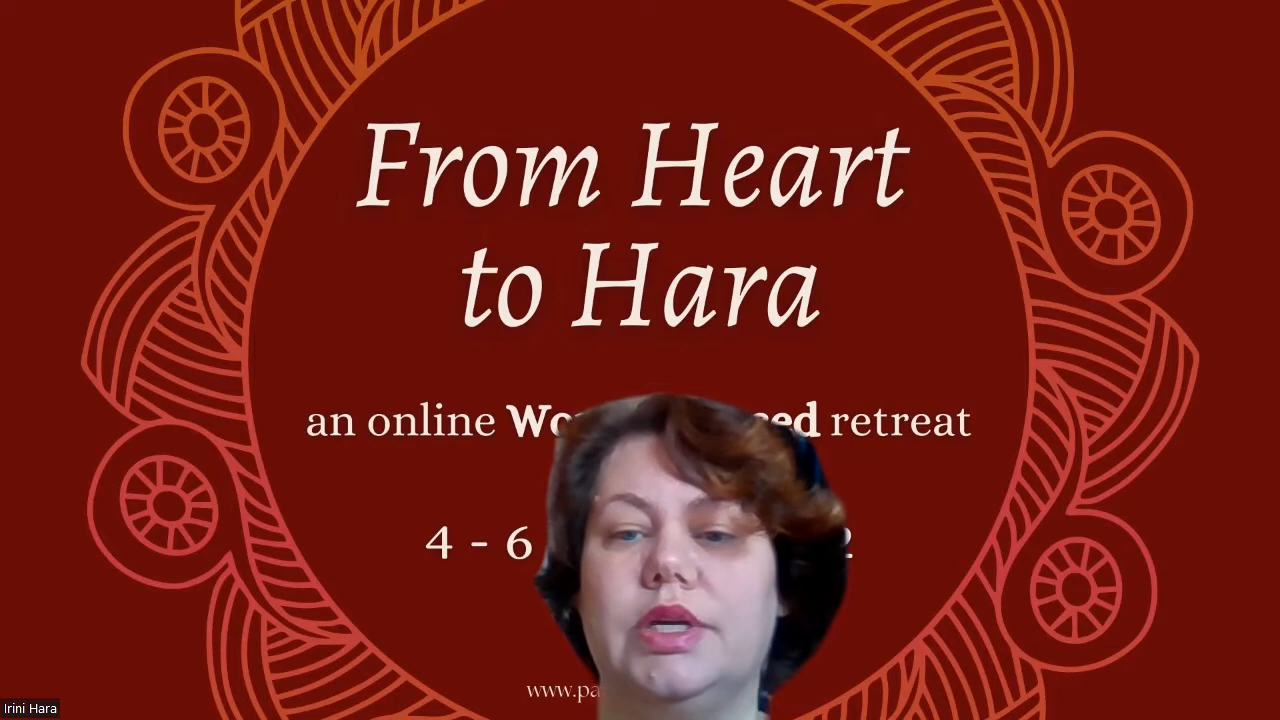 From Heart
to Hara
an online retreat
4 - 6
Irini Hara